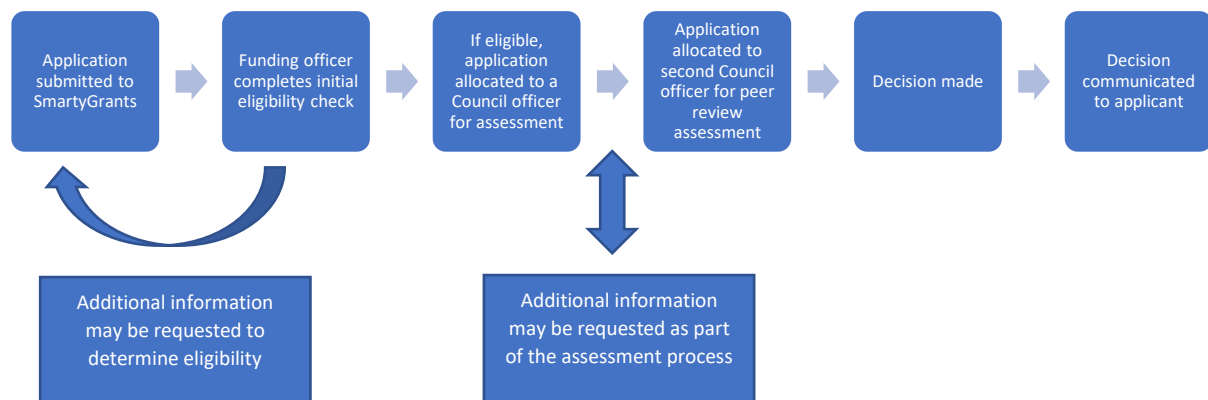 Application
submitted to
SmartyGrants
Funding officer
completes initial
eligibility check
If eligible,
application
allocated to a
Council officer
for assessment
Application
allocated to
second Council
officer for peer
review
assessment
Decision made
Decision
communicated
to applicant
Additional information
may be requested to
determine eligibility
Additional information
may be requested as part
of the assessment process